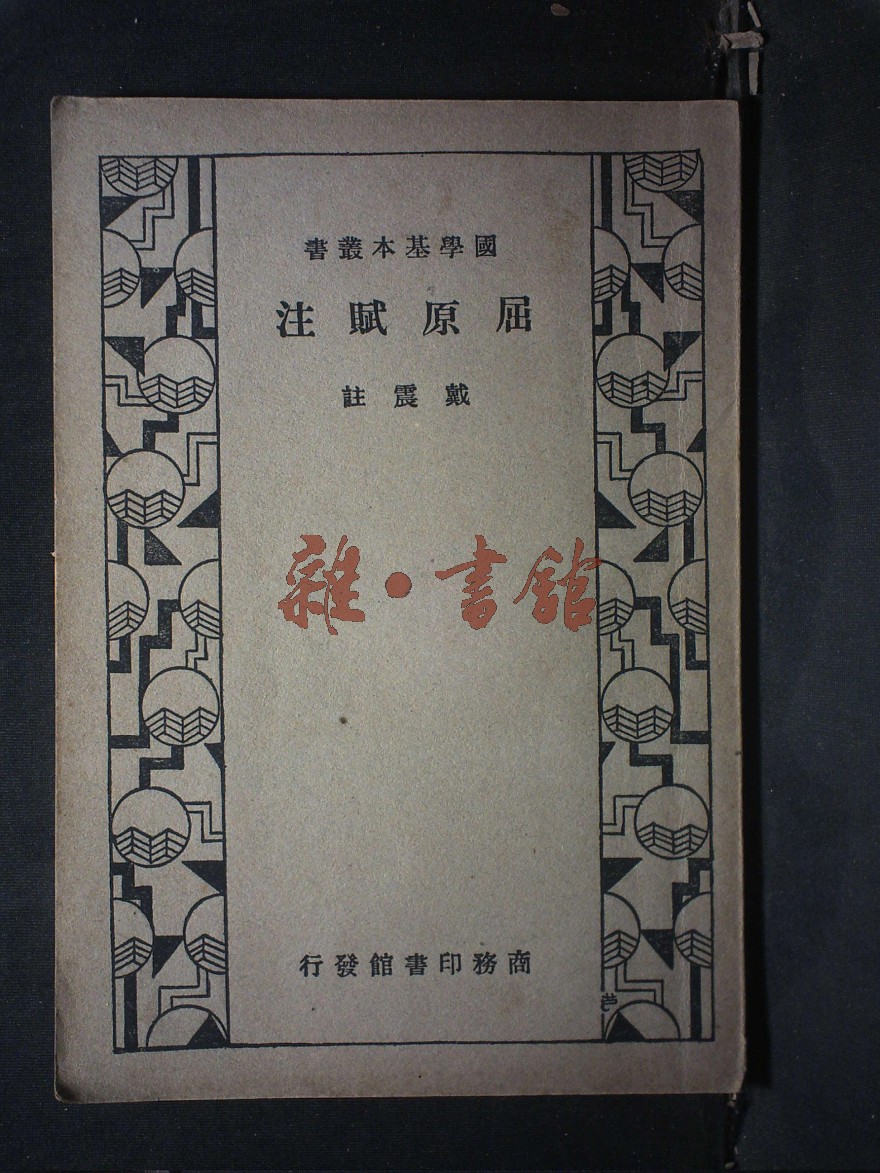 國學基本叢書
屈原賦注
戴震註
雜·書館
商務印書館發行